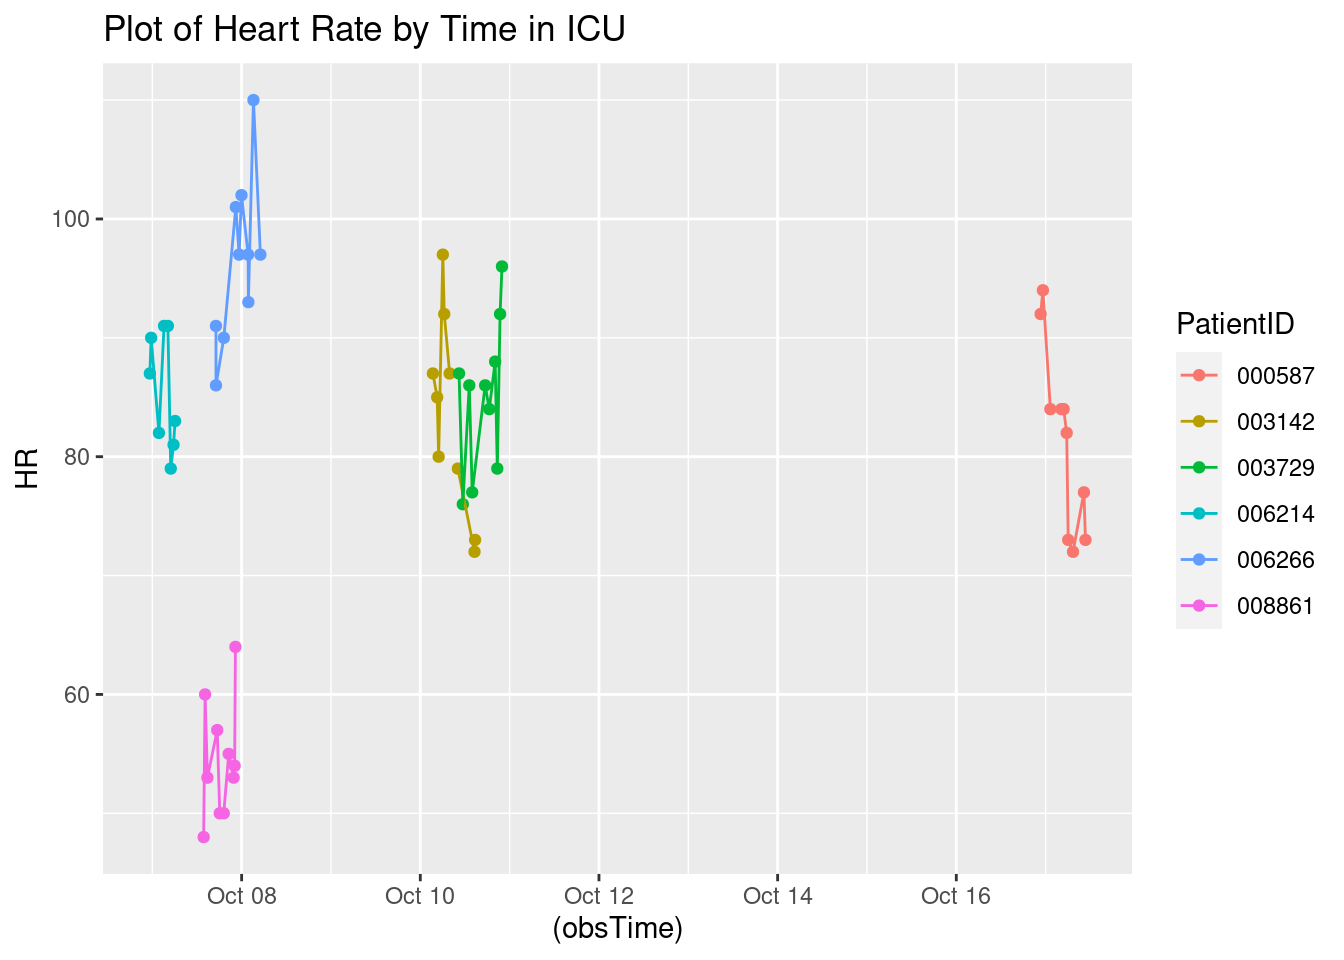 Plot of Heart Rate by Time in ICU
HR
100
80
60
Oct 08
Oct 10
Oct 12
Oct 14
Oct 16
(obsTime)
PatientID
000587
003142
003729
006214
006266
008861